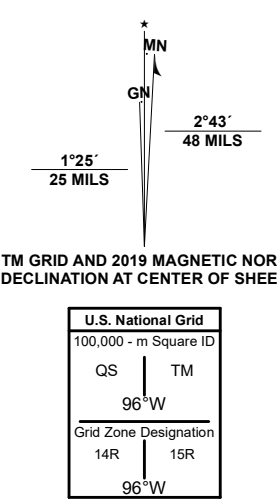 ★
MN
GN
2°43´
48 MILS
1°25´
25 MILS
TM GRID AND 2019 MAGNETIC NOR
DECLINATION AT CENTER OF SHEE
U.S. National Grid
100,000 - m Square ID
QS TM
96°W
Grid Zone Designation
14R 15R
96°W